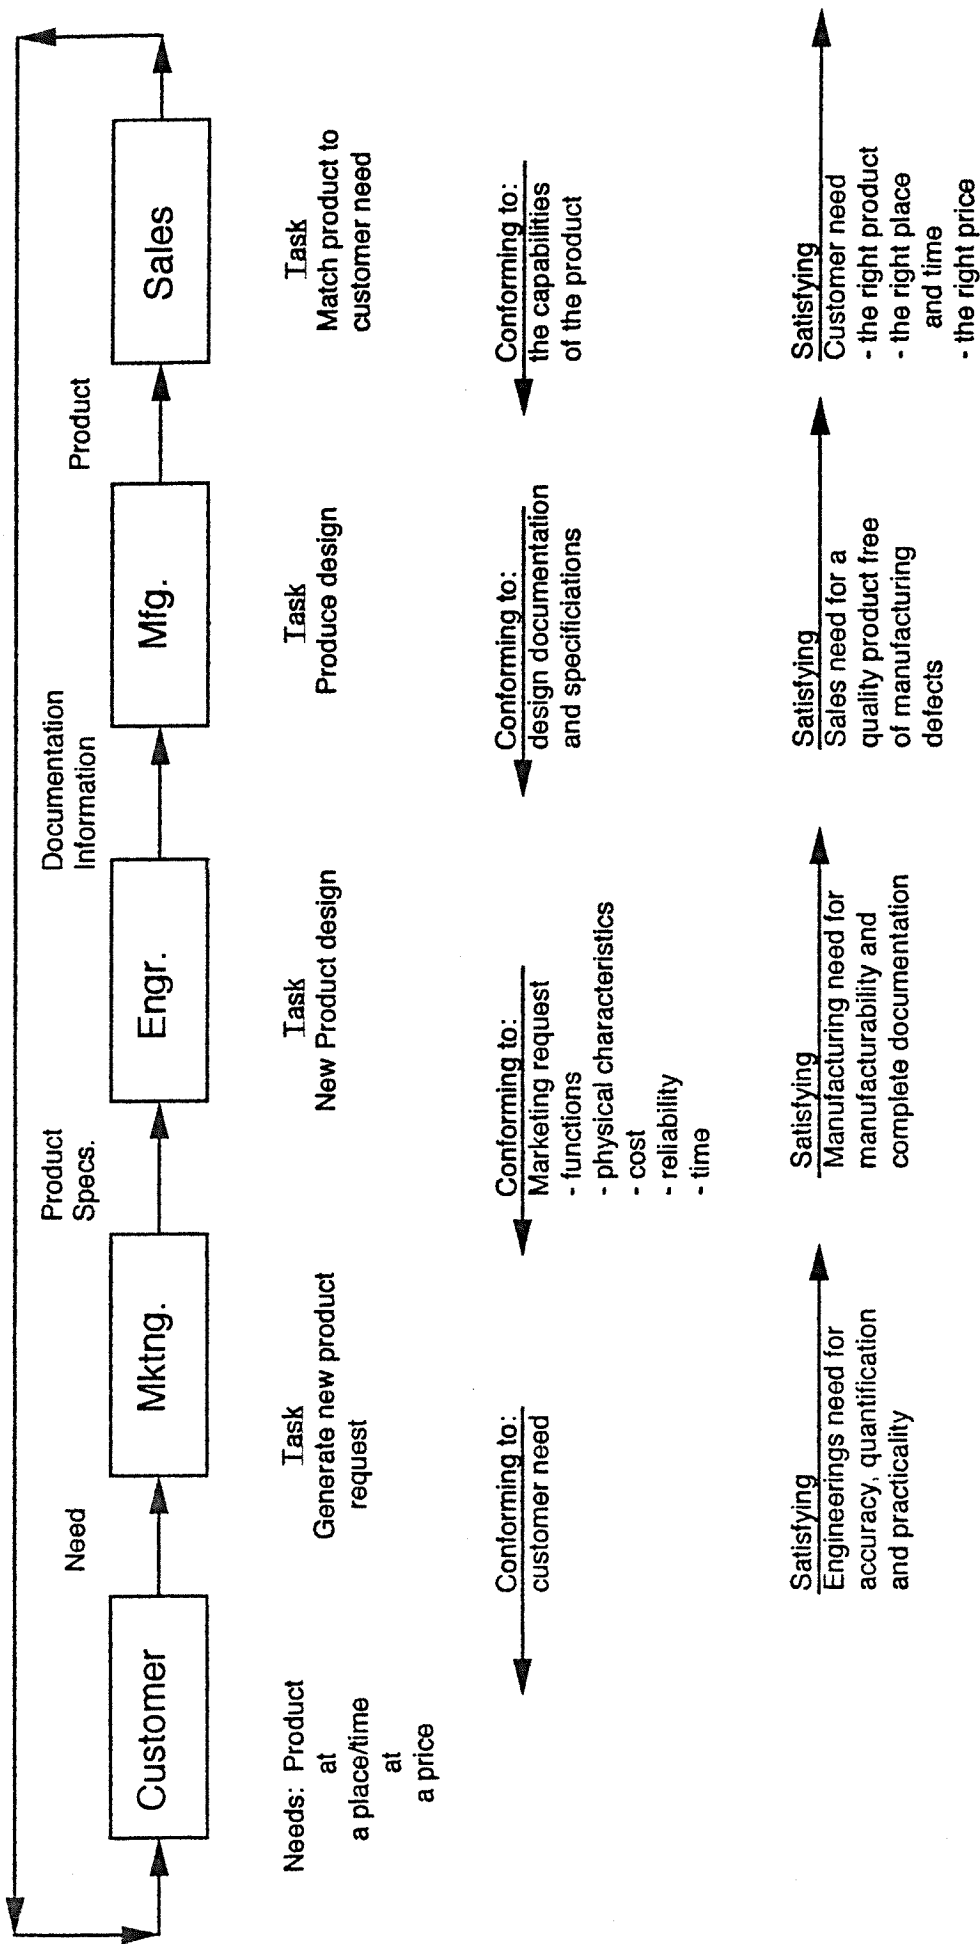 Need
Product
Specs.
Documentation
Information
Product
Customer
Mktng.
Engr.
Mfg.
Sales
Needs: Product
at
a place/time
at
a price
Task
Generate new product
request
Task
New Product design
Task
Produce design
Task
Match product to
customer need
Conforming to:
customer need
Conforming to:
Marketing request
- functions
- physical characteristics
- cost
- reliability
- time
Conforming to:
design documentation
and specificiations
Conforming to:
the capabilities
of the product
Satisfying
Engineerings need for
accuracy, quantification
and practicality
Satisfying
Manufacturing need for
manufacturability and
complete documentation
Satisfying
Sales need for a
quality product free
of manufacturing
defects
Satisfying
Customer need
- the right product
- the right place
and time
- the right price